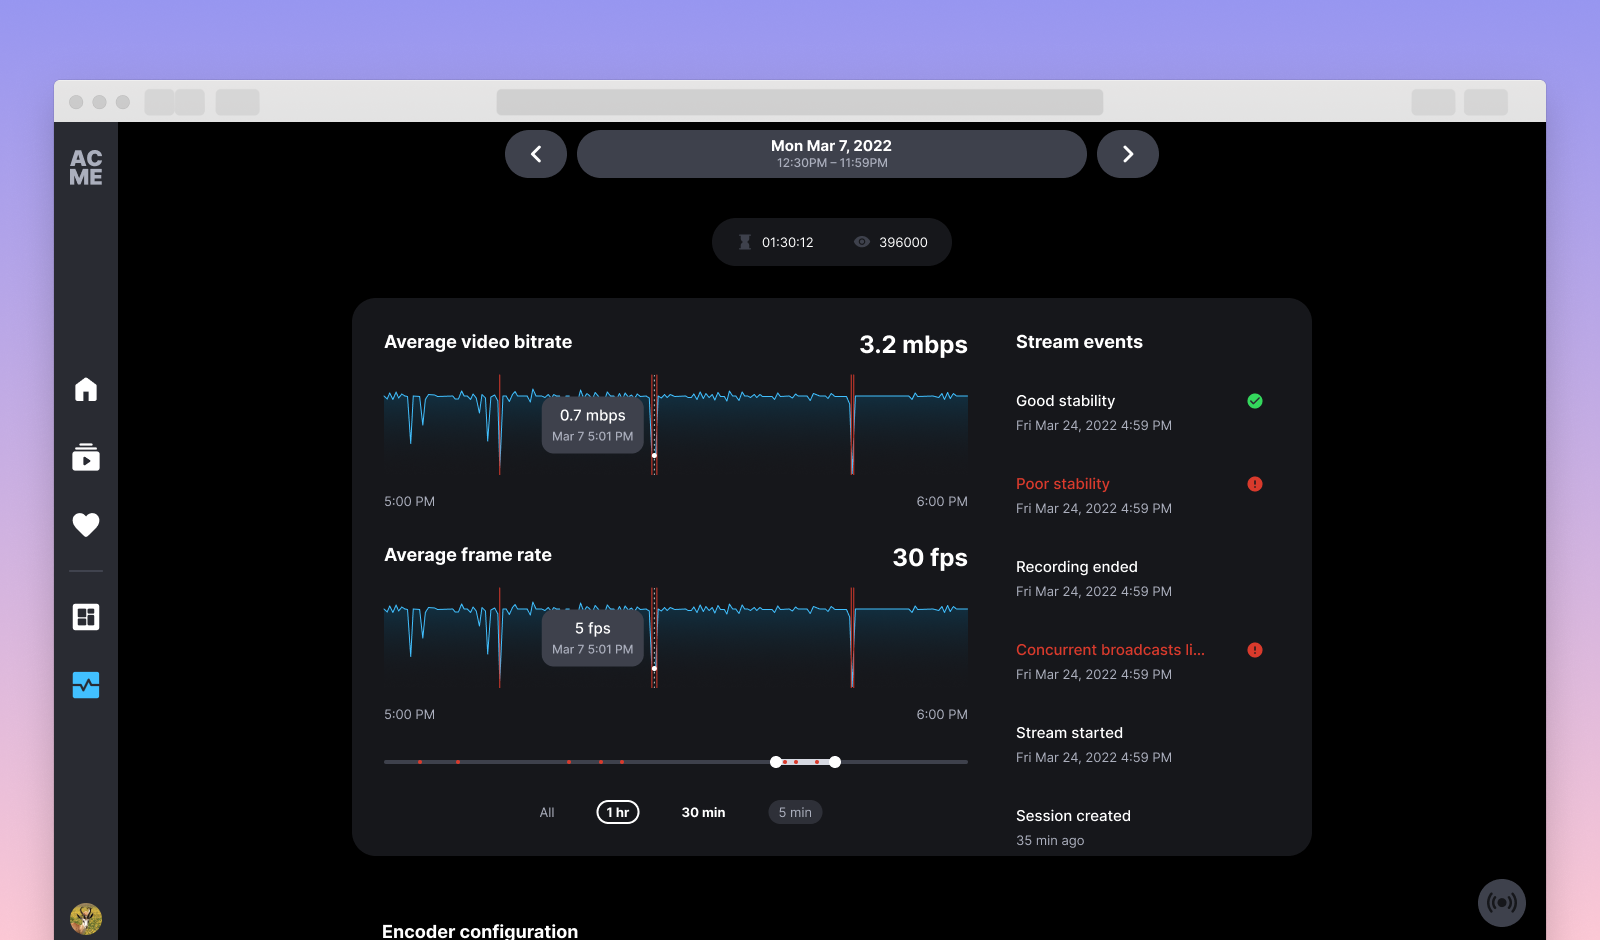 AC
ME
Mon Mar 7, 2022
12:30PM – 11:59PM
01:30:12
396000
Average video bitrate
3.2 mbps
0.7 mbps
Mar 7 5:01 PM
5:00 PM
6:00 PM
Average frame rate
30 fps
5 fps
Mar 7 5:01 PM
5:00 PM
6:00 PM
All
1 hr
30 min
5 min
Stream events
Good stability
Fri Mar 24, 2022 4:59 PM
Poor stability
Fri Mar 24, 2022 4:59 PM
Recording ended
Fri Mar 24, 2022 4:59 PM
Concurrent broadcasts li...
Fri Mar 24, 2022 4:59 PM
Stream started
Fri Mar 24, 2022 4:59 PM
Session created
35 min ago
Encoder configuration